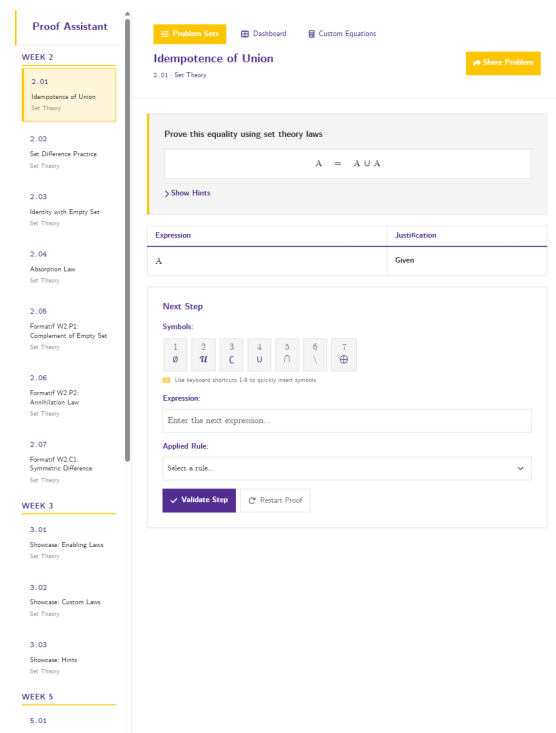 Proof Assistant
WEEK 2
2.01
Idempotence of Union
Set Theory
2.02
Set Difference Practice
Set Theory
2.03
Identity with Empty Set
Set Theory
2.04
Absorption Law
Set Theory
2.05
Formatif W2.P1:
Complement of Empty Set
Set Theory
2.06
Formatif W2.P2:
Annihilation Law
Set Theory
2.07
Formatif W2.C1:
Symmetric Difference
Set Theory
WEEK 3
3.01
Showcase: Enabling Laws
Set Theory
3.02
Showcase: Custom Laws
Set Theory
3.03
Showcase: Hints
Set Theory
WEEK 5
5.01
Problem Sets Dashboard Custom Equations
Idempotence of Union
2.01 · Set Theory
Share Problem
Prove this equality using set theory laws
A = A ∪ A
Show Hints
Expression Justification
A Given
Next Step
Symbols:
1 2 3 4 5 6 7
∅ 𝒰 ∁ ∪ ∩ \ ⊕
Use keyboard shortcuts 1-9 to quickly insert symbols
Expression:
Enter the next expression...
Applied Rule:
Select a rule...
Validate Step Restart Proof